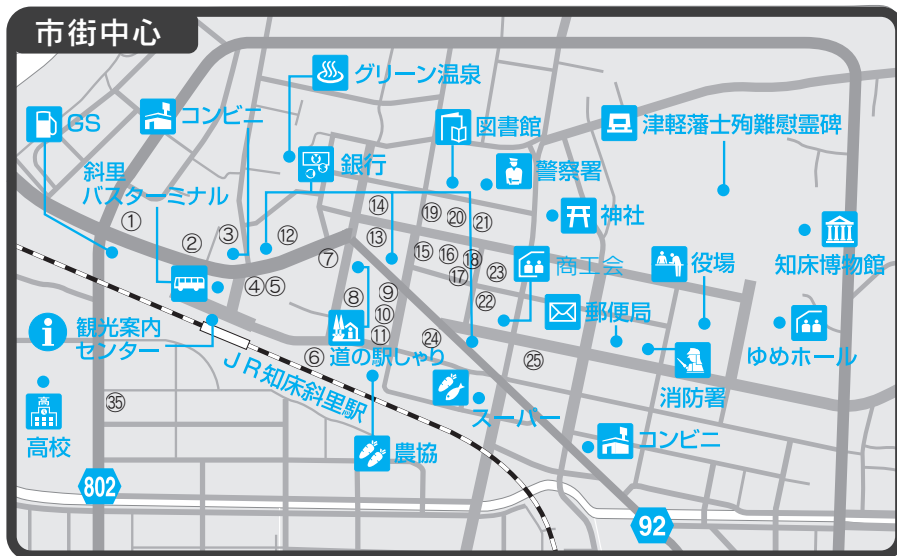 市街中心
グリーン温泉
GS
コンビニ
図書館
津軽藩士殉難慰霊碑
銀行
警察署
斜里
バスターミナル
①
②
③
⑫
⑭
⑲
⑳
㉑
神社
⑦
⑬
⑮
⑯
⑱
⑰
㉓
商工会
役場
知床博物館
④⑤
⑧
⑨
⑩
⑪
㉒
郵便局
観光案内
センター
⑥
道の駅しゃり
㉔
㉕
ゆめホール
JR知床斜里駅
消防署
高
高校
㉟
スーパー
農協
コンビニ
802
92